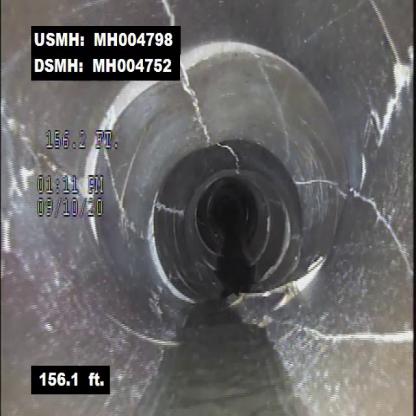 USMH: MH004798
DSMH: MH004752
156.2 FT.
01:11 PM
09/10/20
156.1 ft.